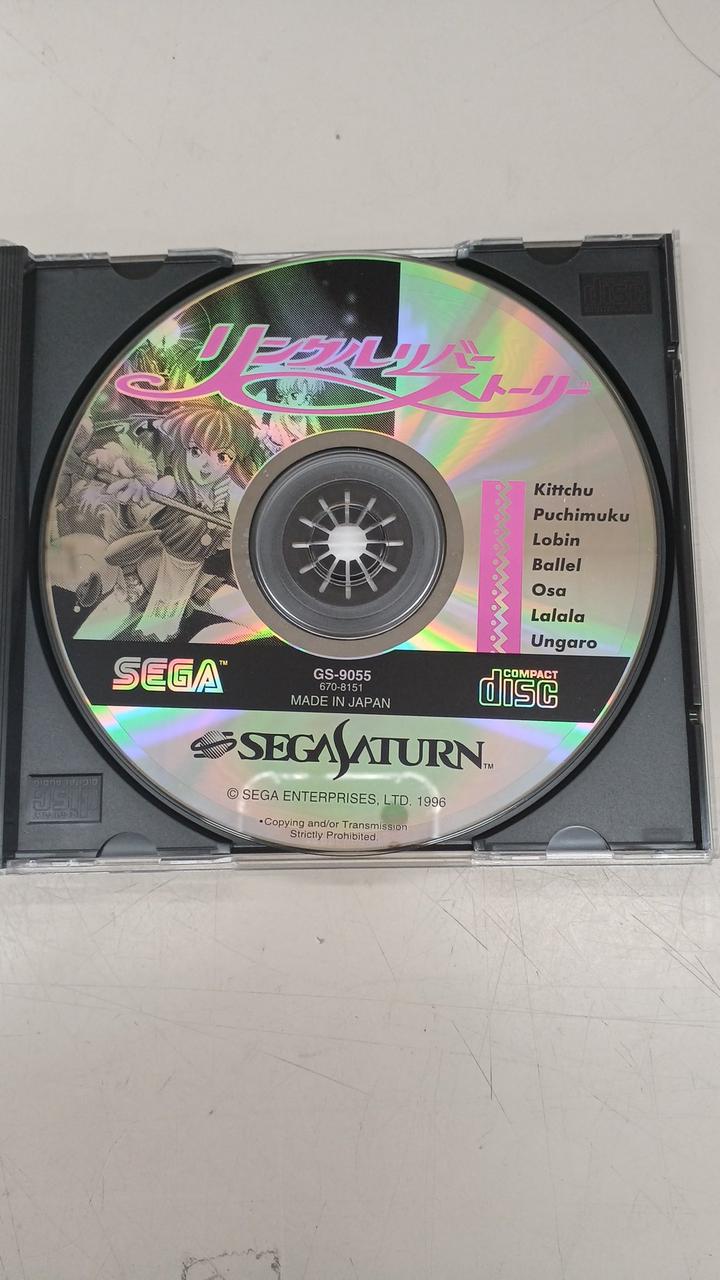 リンクルリバー
ストーリー
Kittchu
Puchimuku
Lobin
Ballel
Osa
Lalala
Ungaro
SEGA™
GS-9055
670-8151
MADE IN JAPAN
COMPACT
disc
SEGA SATURN™
© SEGA ENTERPRISES, LTD. 1996
•Copying and/or Transmission
Strictly Prohibited.